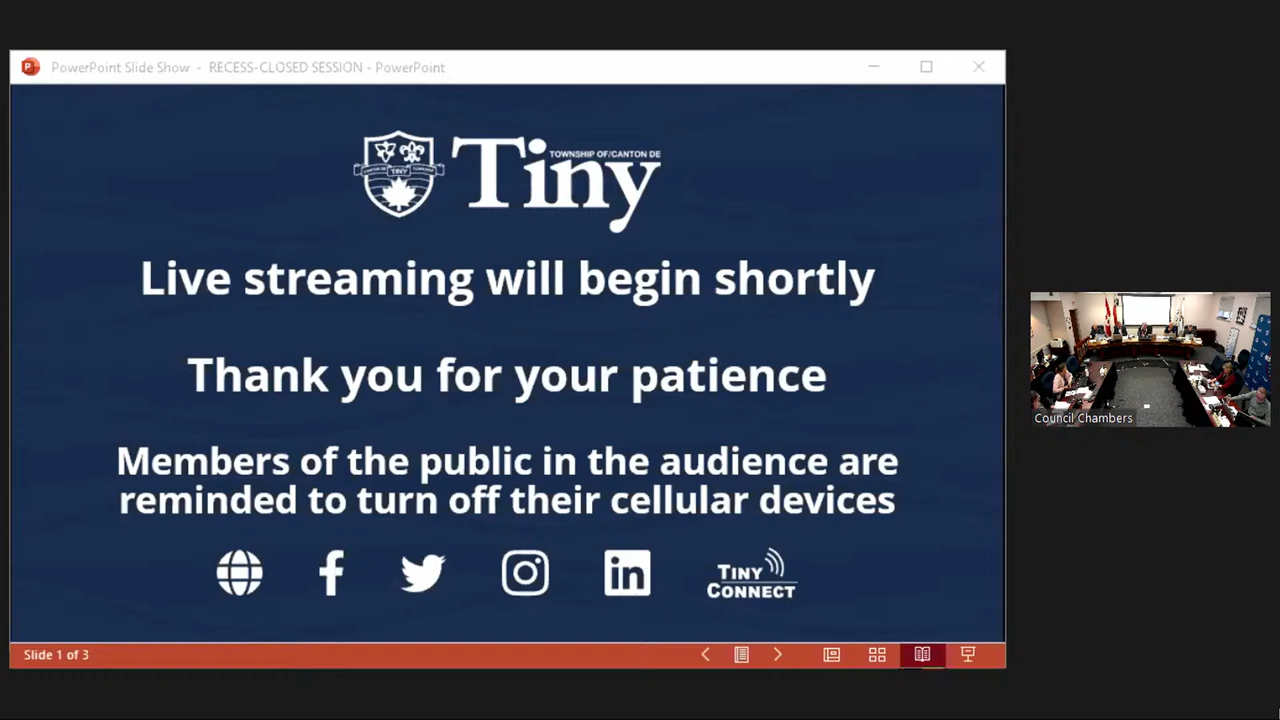 PowerPoint Slide Show - RECESS-CLOSED SESSION - PowerPoint
TOWNSHIP OF/CANTON DE
Tiny
Live streaming will begin shortly
Thank you for your patience
Members of the public in the audience are
reminded to turn off their cellular devices
TINY
CONNECT
Council Chambers
Slide 1 of 3